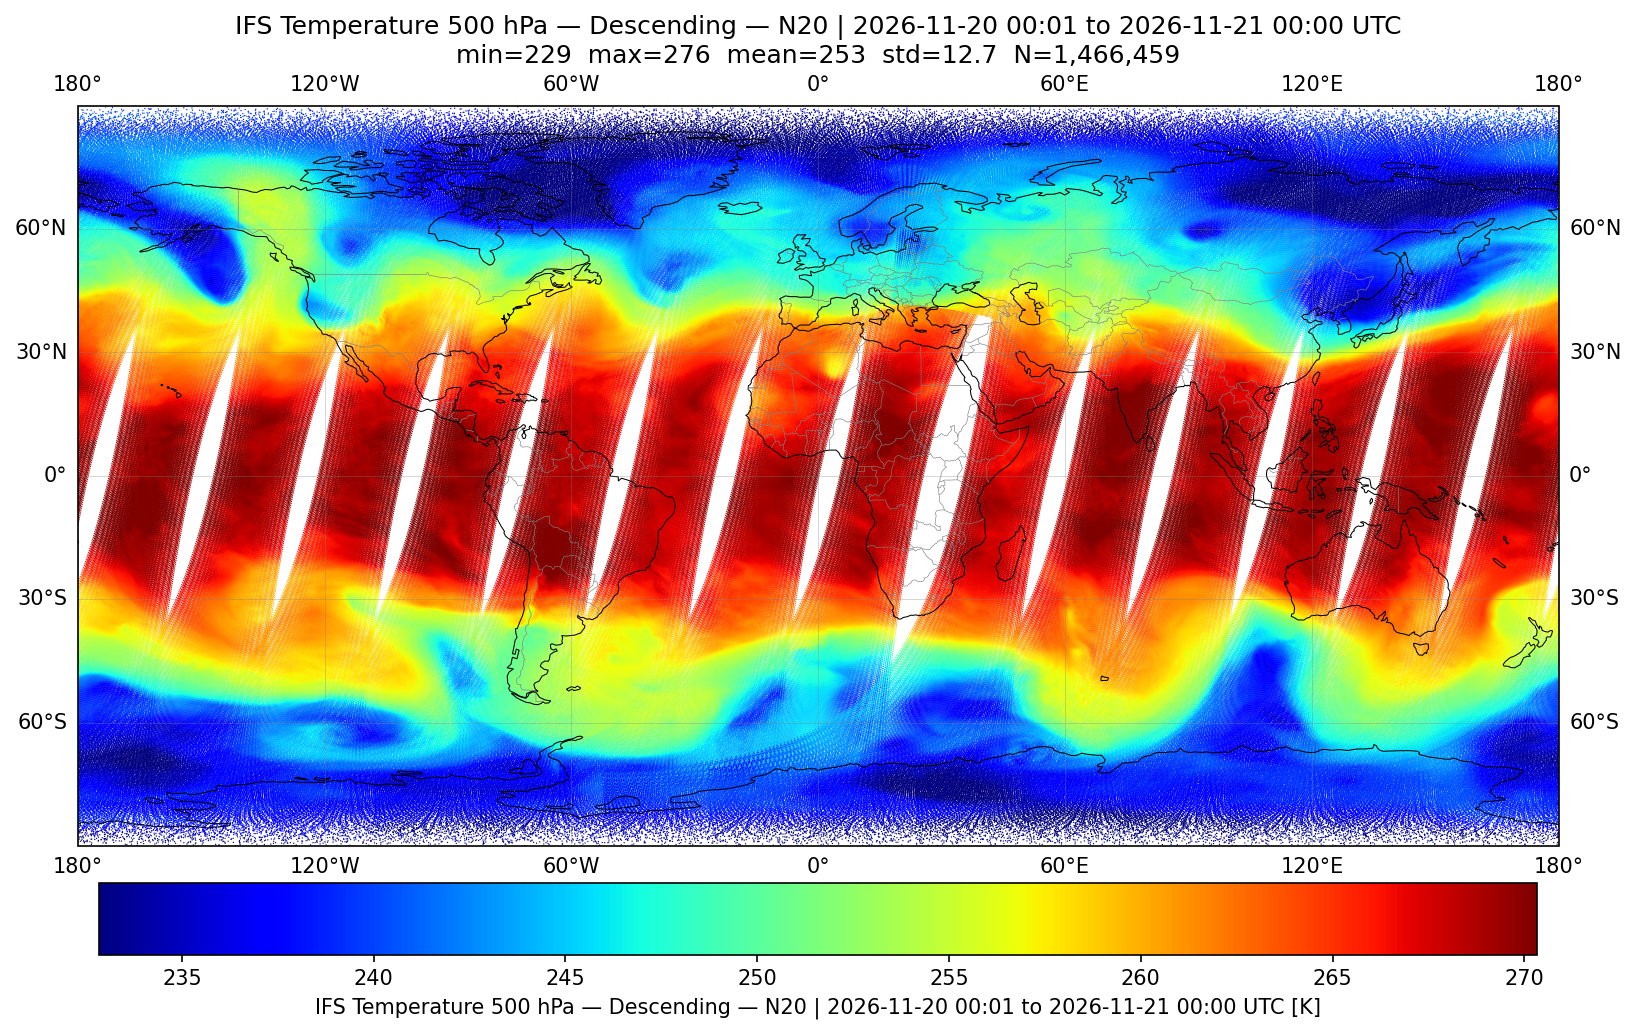 IFS Temperature 500 hPa — Descending — N20 | 2026-11-20 00:01 to 2026-11-21 00:00 UTC
min=229  max=276  mean=253  std=12.7  N=1,466,459
180° 120°W 60°W 0° 60°E 120°E 180°
60°N 60°N
30°N 30°N
0° 0°
30°S 30°S
60°S 60°S
180° 120°W 60°W 0° 60°E 120°E 180°
235 240 245 250 255 260 265 270
IFS Temperature 500 hPa — Descending — N20 | 2026-11-20 00:01 to 2026-11-21 00:00 UTC [K]